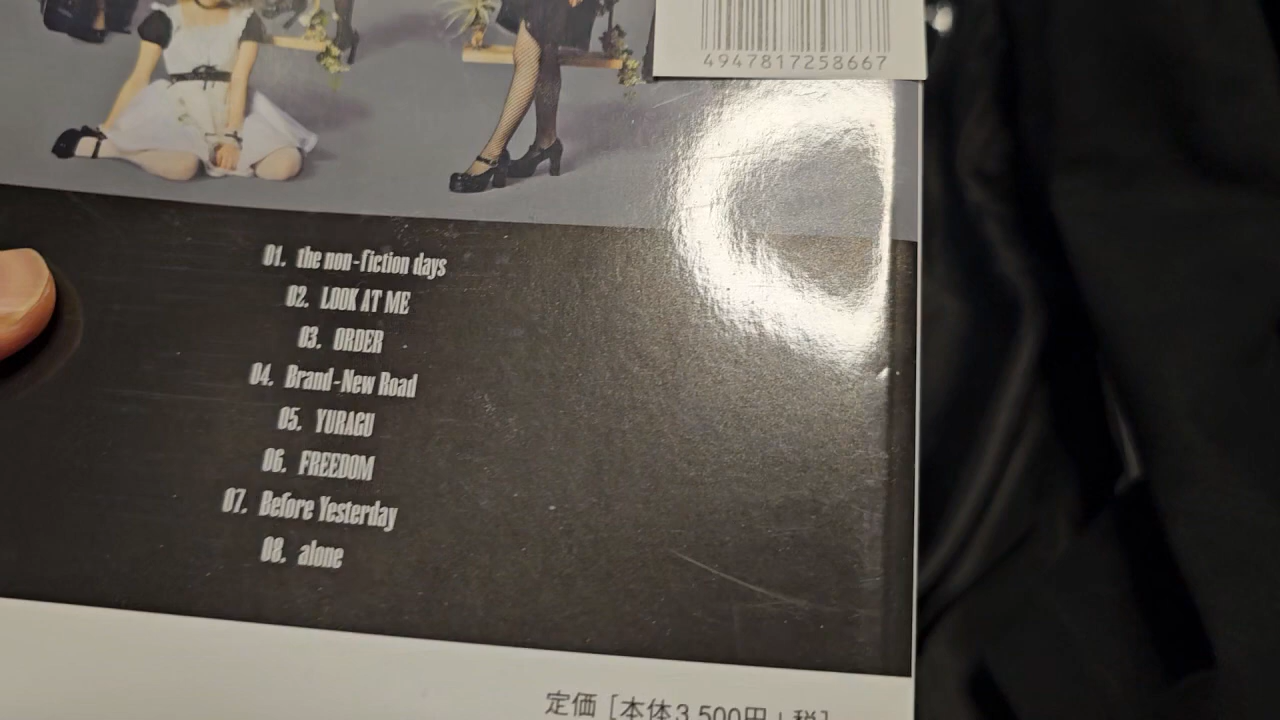 4947817258667
01. the non-fiction days
02. LOOK AT ME
03. ORDER
04. Brand-New Road
05. YURAGU
06. FREEDOM
07. Before Yesterday
08. alone
定価［本体3,500円＋税］